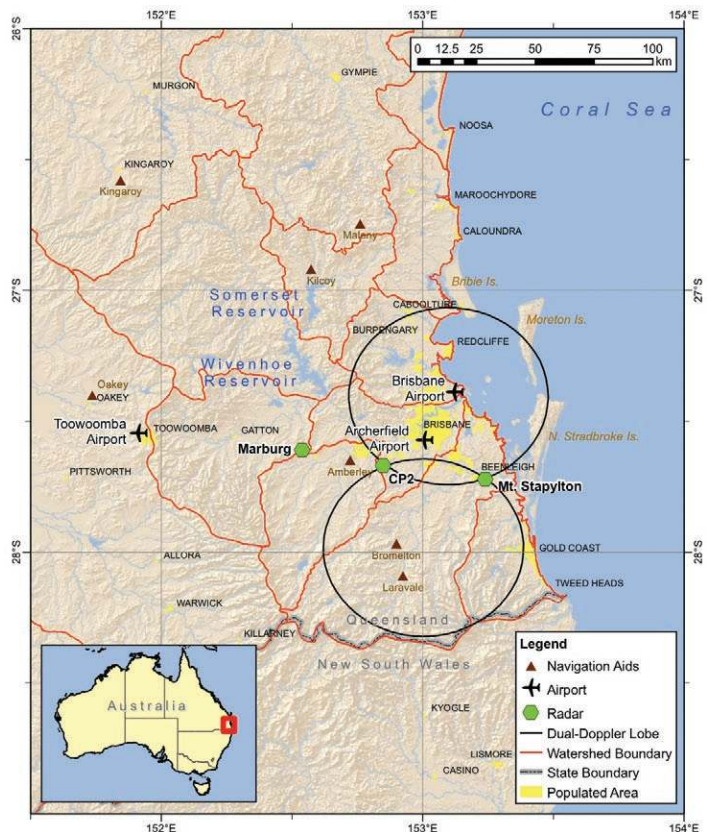 152°E
153°E
154°E
26°S
0 12.5 25 50 75 100
km
GYMPIE
MURGON
Coral Sea
NOOSA
KINGAROY
Kingaroy
MAROOCHYDORE
Maleny
CALOUNDRA
27°S
Kilcoy
Bribie Is.
Somerset
Reservoir
CABOOLTURE
Moreton Is.
BURPENGARY
REDCLIFFE
Wivenhoe
Reservoir
Brisbane
Airport
Oakey
OAKEY
Toowoomba
Airport
TOOWOOMBA
GATTON
Archerfield
Airport
BRISBANE
N. Stradbroke Is.
Marburg
Amberley
CP2
BEENLEIGH
Mt. Stapylton
PITTSWORTH
28°S
ALLORA
Bromelton
GOLD COAST
Laravale
TWEED HEADS
WARWICK
Queensland
KILLARNEY
New South Wales
KYOGLE
LISMORE
CASINO
Australia
Legend
Navigation Aids
Airport
Radar
Dual-Doppler Lobe
Watershed Boundary
State Boundary
Populated Area
152°E
153°E
154°E